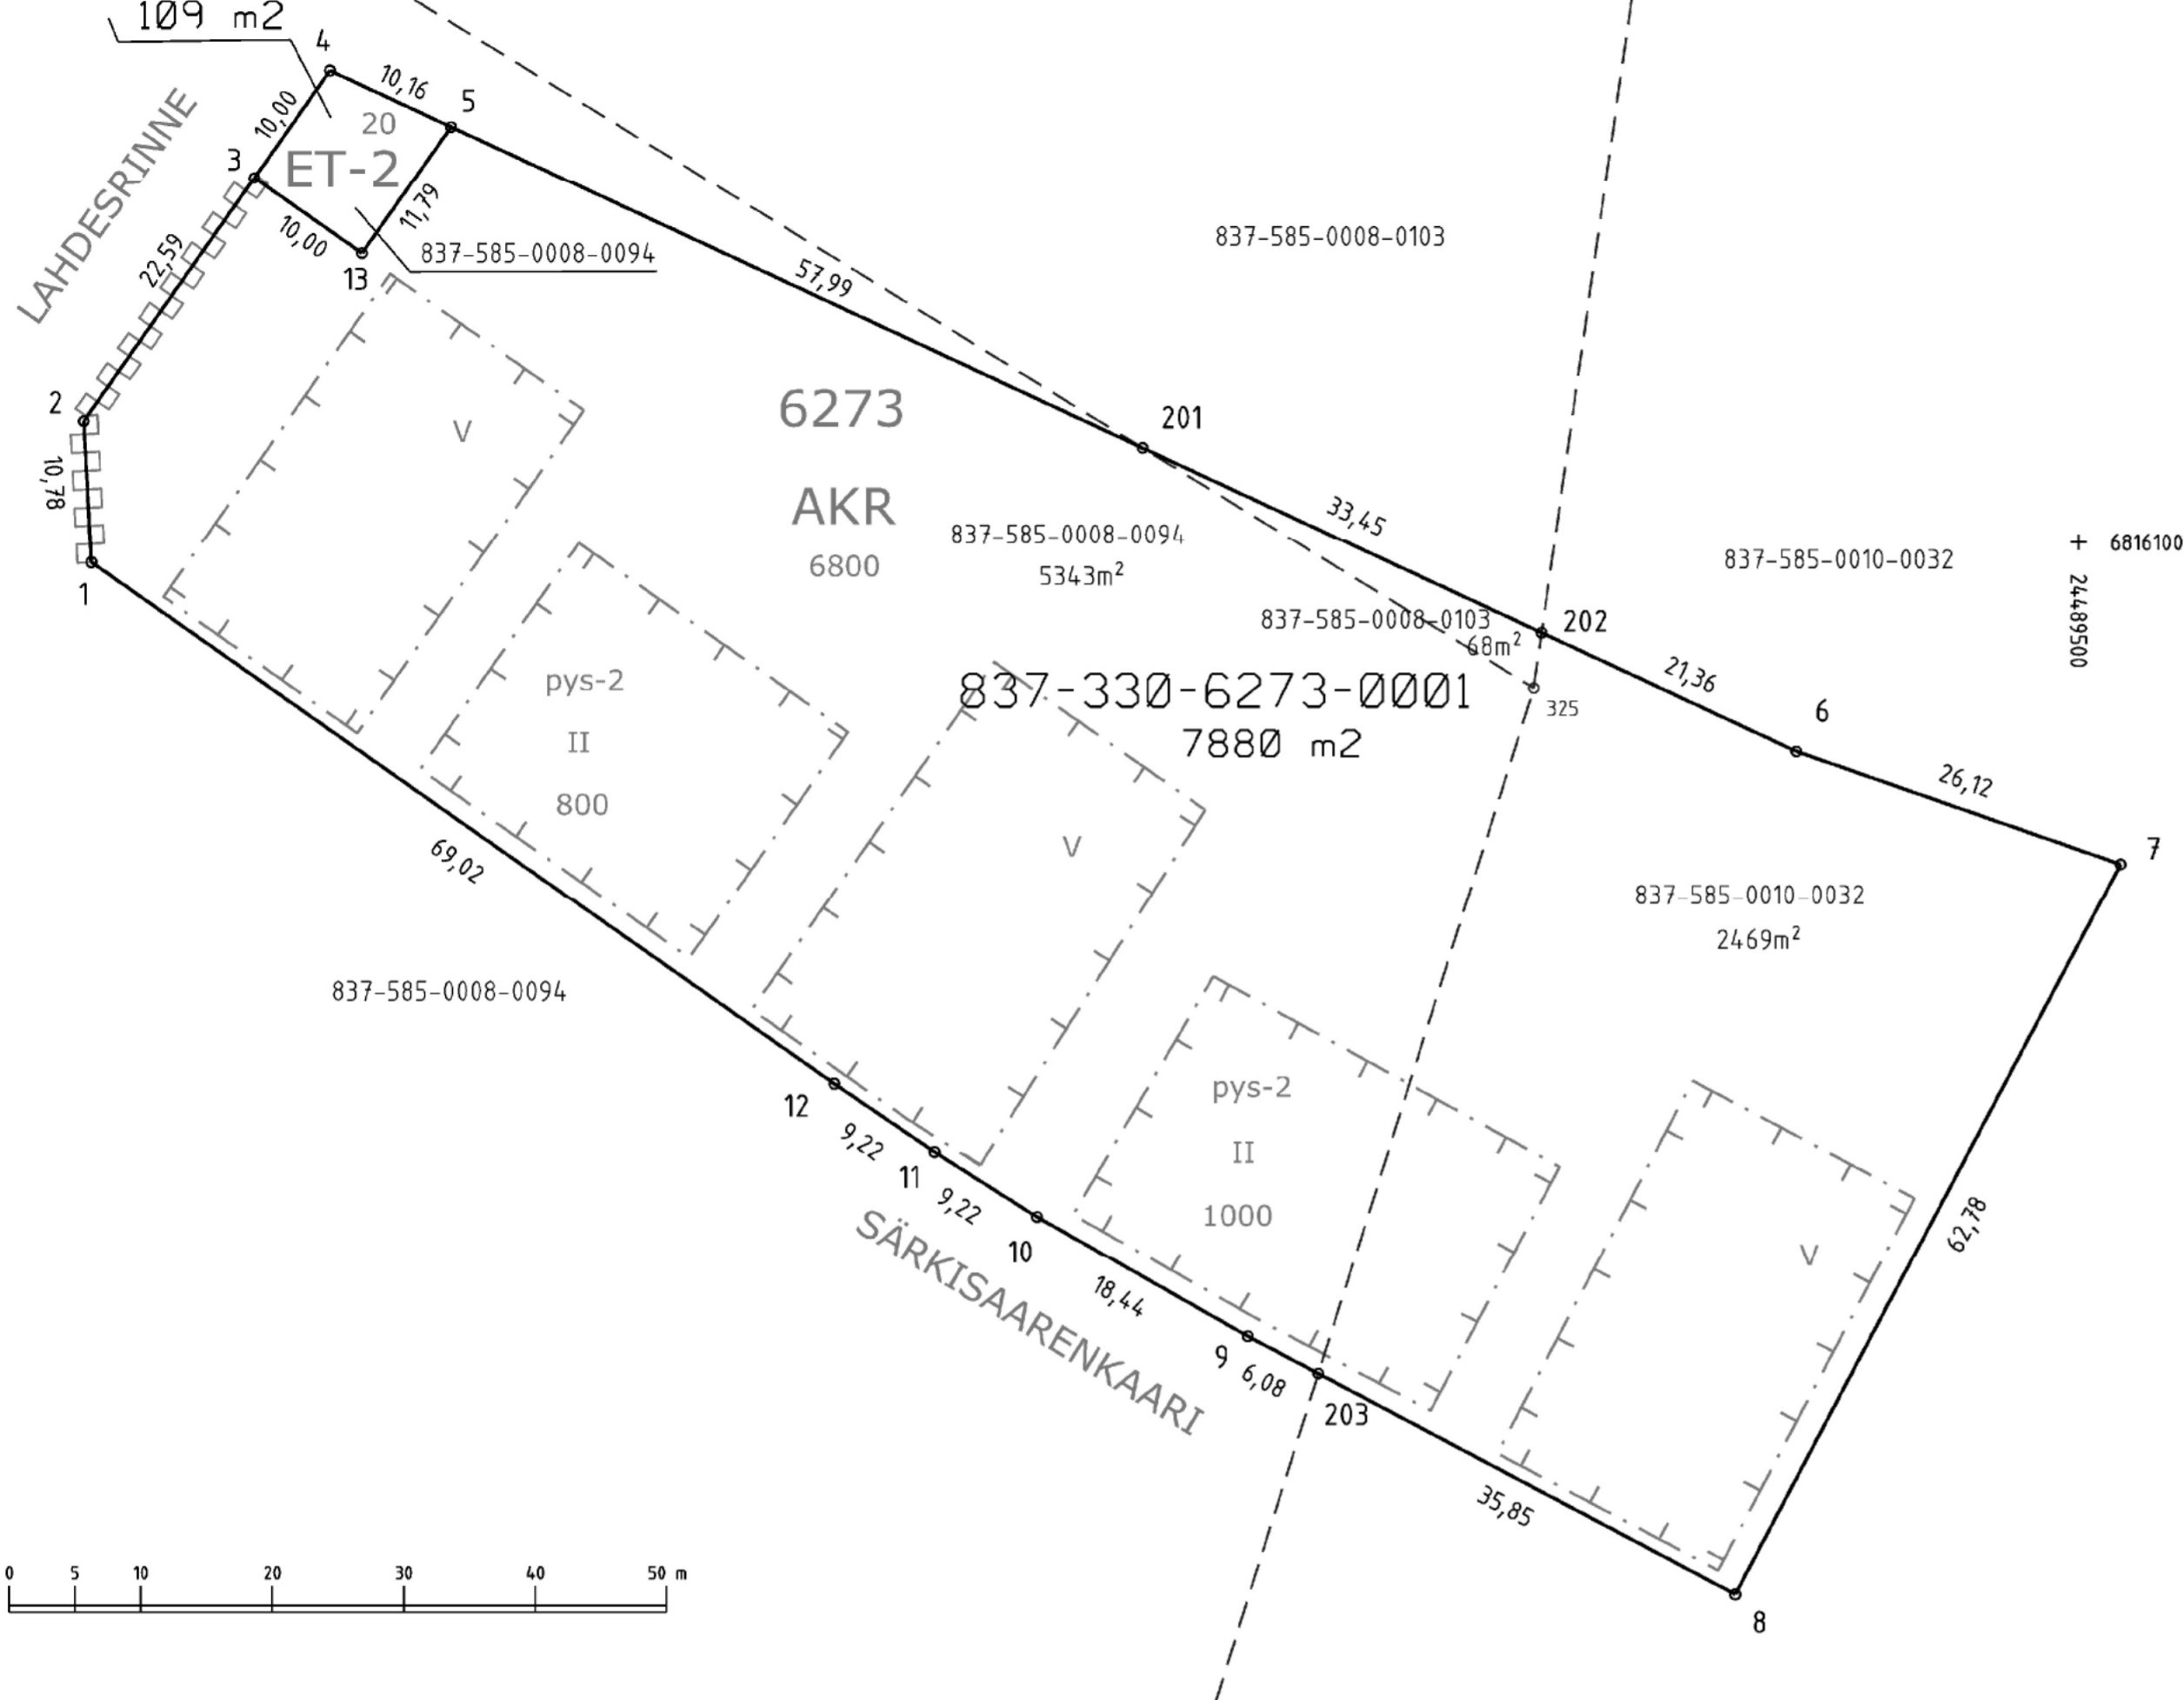 109 m2
4
10,16
5
10,00
20
3
ET-2
LAHDESRINNE
11,79
10,00
837-585-0008-0094
13
837-585-0008-0103
22,59
57,99
2
6273
201
V
10,78
AKR
33,45
837-585-0008-0094
6800
5343m²
837-585-0010-0032
6816100
24489500
1
837-585-0008-0103
68m²
202
21,36
pys-2
837-330-6273-0001
325
6
II
7880 m2
26,12
800
V
7
69,02
837-585-0010-0032
2469m²
837-585-0008-0094
pys-2
12
9,22
II
11
9,22
1000
62,78
10
V
18,44
SÄRKISAARENKAARI
9
6,08
203
35,85
0 5 10 20 30 40 50 m
8